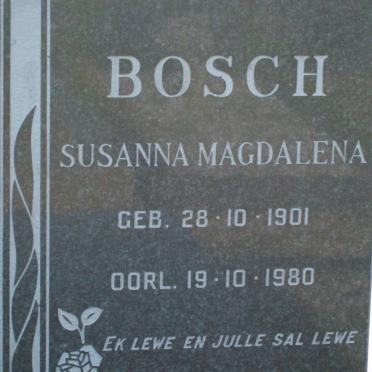 BOSCH
SUSANNA MAGDALENA
GEB. 28·10·1901
OORL. 19·10·1980
EK LEWE EN JULLE SAL LEWE